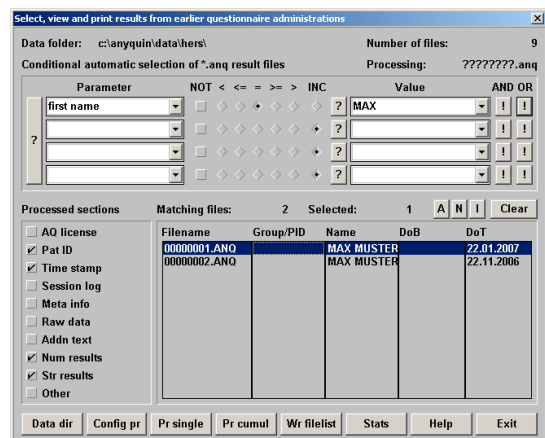 Select, view and print results from earlier questionnaire administrations X
Data folder: c:\anyquin\data\hers\ Number of files: 9
Conditional automatic selection of *.anq result files Processing: ????????.anq
Parameter NOT < <= = >= > INC Value AND OR
first name ? MAX ! !
? ! !
?
? ! !
? ! !
Processed sections Matching files: 2 Selected: 1 A N I Clear
AQ license
Pat ID
Time stamp
Session log
Meta info
Raw data
Addn text
Num results
Str results
Other
Filename Group/PID Name DoB DoT
00000001.ANQ MAX MUSTER 22.01.2007
00000002.ANQ MAX MUSTER 22.11.2006
Data dir Config pr Pr single Pr cumul Wr filelist Stats Help Exit